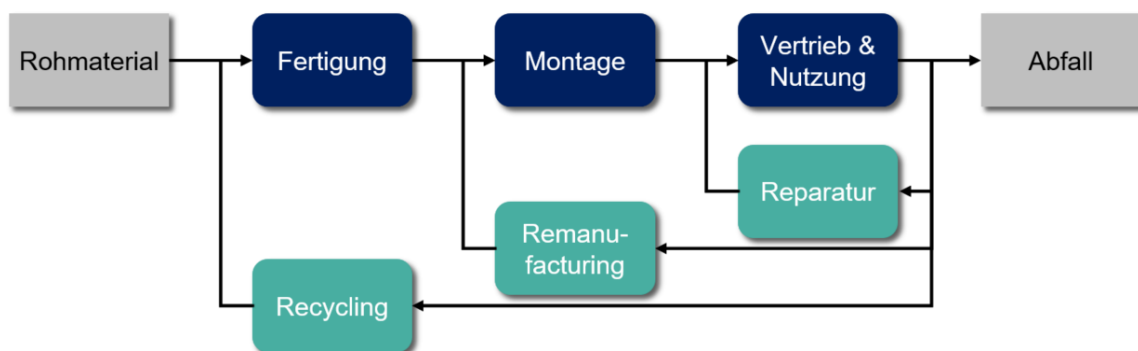 Rohmaterial
Fertigung
Montage
Vertrieb &
Nutzung
Abfall
Reparatur
Remanu-
facturing
Recycling